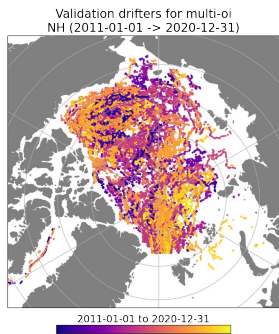 Validation drifters for multi-oi
NH (2011-01-01 -> 2020-12-31)
2011-01-01 to 2020-12-31